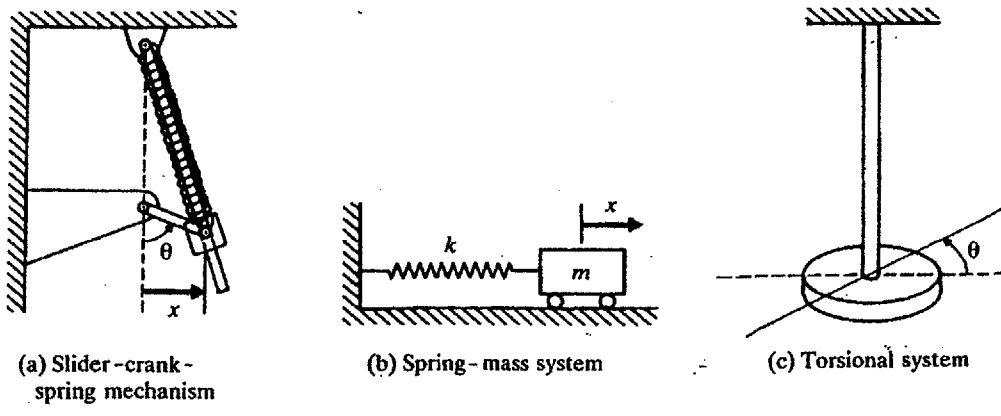 θ
x
k
m
x
θ
(a) Slider-crank-
spring mechanism
(b) Spring-mass system
(c) Torsional system